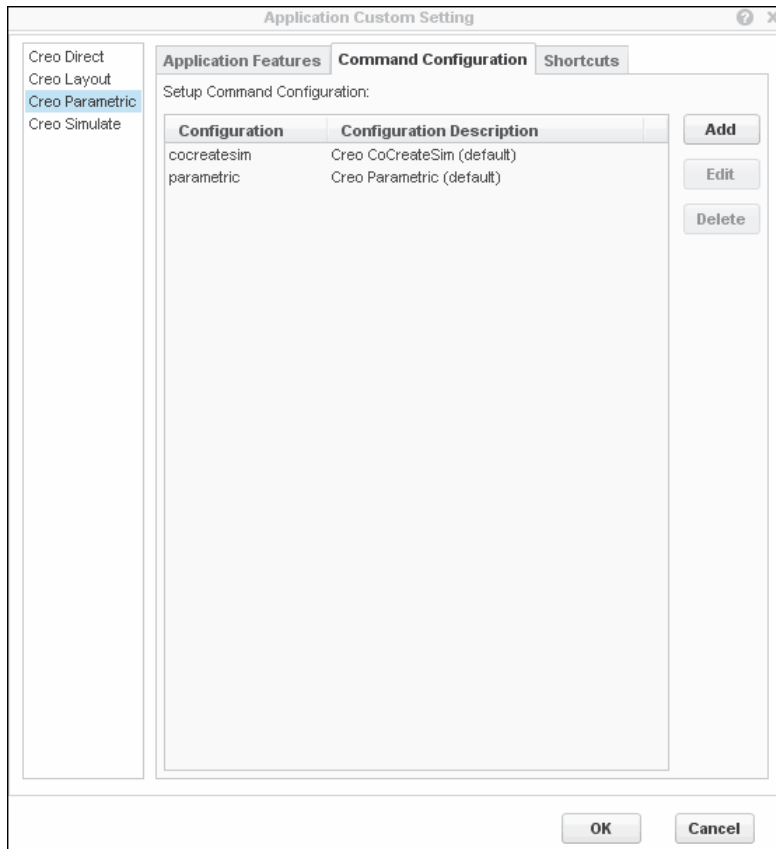 Application Custom Setting
Creo Direct
Creo Layout
Creo Parametric
Creo Simulate
Application Features Command Configuration Shortcuts
Setup Command Configuration:
Configuration Configuration Description
cocreatesim Creo CoCreateSim (default)
parametric Creo Parametric (default)
Add
Edit
Delete
OK Cancel